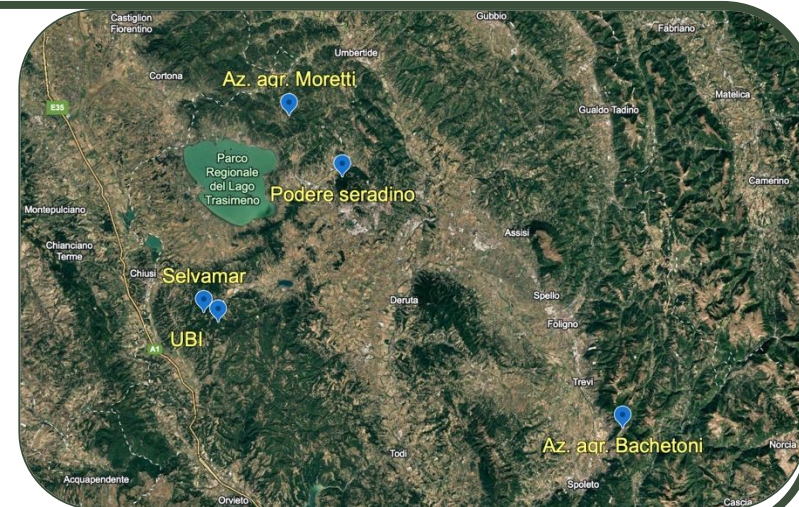 Castiglion
Fiorentino
Gubbio
Fabriano
Umbertide
Cortona
Az. agr. Moretti
Matelica
E35
Gualdo Tadino
Parco
Regionale
del Lago
Trasimeno
Camerino
Podere seradino
Montepulciano
Assisi
Chianciano
Terme
Chiusi
Selvamar
Spello
Deruta
Foligno
UBI
A1
Trevi
Az. agr. Bachetoni
Norcia
Todi
Acquapendente
Spoleto
Orvieto
Cascia